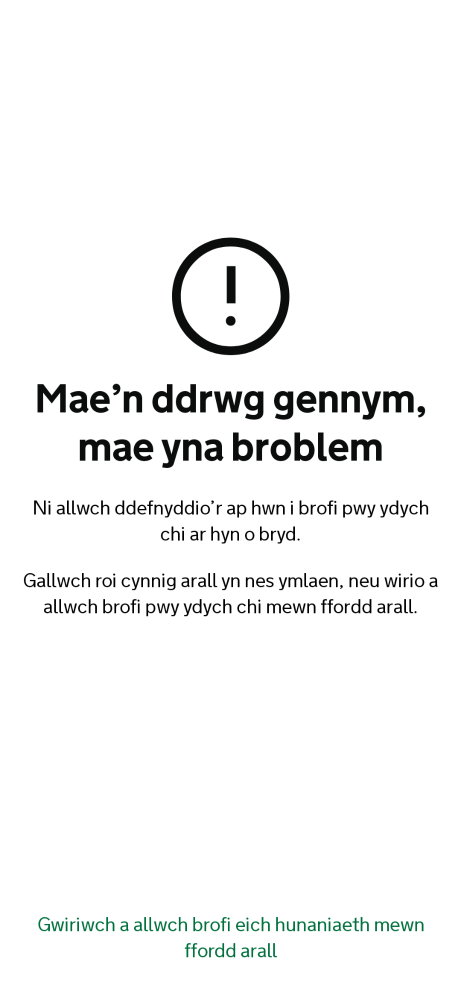 Mae’n ddrwg gennym,
mae yna broblem
Ni allwch ddefnyddio’r ap hwn i brofi pwy ydych
chi ar hyn o bryd.
Gallwch roi cynnig arall yn nes ymlaen, neu wirio a
allwch brofi pwy ydych chi mewn ffordd arall.
Gwiriwch a allwch brofi eich hunaniaeth mewn
ffordd arall